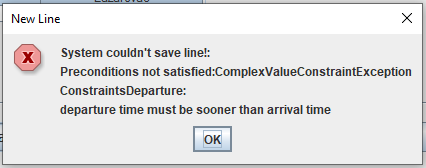 Lazarevac
New Line
System couldn't save line!:
Preconditions not satisfied:ComplexValueConstraintException
ConstraintsDeparture:
departure time must be sooner than arrival time
OK